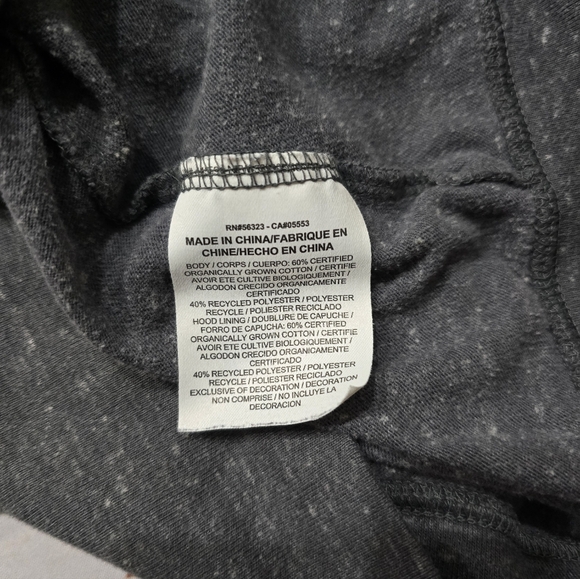 RN#56323 - CA#05553
MADE IN CHINA/FABRIQUE EN
CHINE/HECHO EN CHINA
BODY / CORPS / CUERPO: 60% CERTIFIED
ORGANICALLY GROWN COTTON / CERTIFIE
AVOIR ETE CULTIVE BIOLOGIQUEMENT /
ALGODON CRECIDO ORGANICAMENTE
CERTIFICADO
40% RECYCLED POLYESTER / POLYESTER
RECYCLE / POLIESTER RECICLADO
HOOD LINING / DOUBLURE DE CAPUCHE /
FORRO DE CAPUCHA: 60% CERTIFIED
ORGANICALLY GROWN COTTON / CERTIFIE
AVOIR ETE CULTIVE BIOLOGIQUEMENT /
ALGODON CRECIDO ORGANICAMENTE
CERTIFICADO
40% RECYCLED POLYESTER / POLYESTER
RECYCLE / POLIESTER RECICLADO
EXCLUSIVE OF DECORATION / DECORATION
NON COMPRISE / NO INCLUYE LA
DECORACION